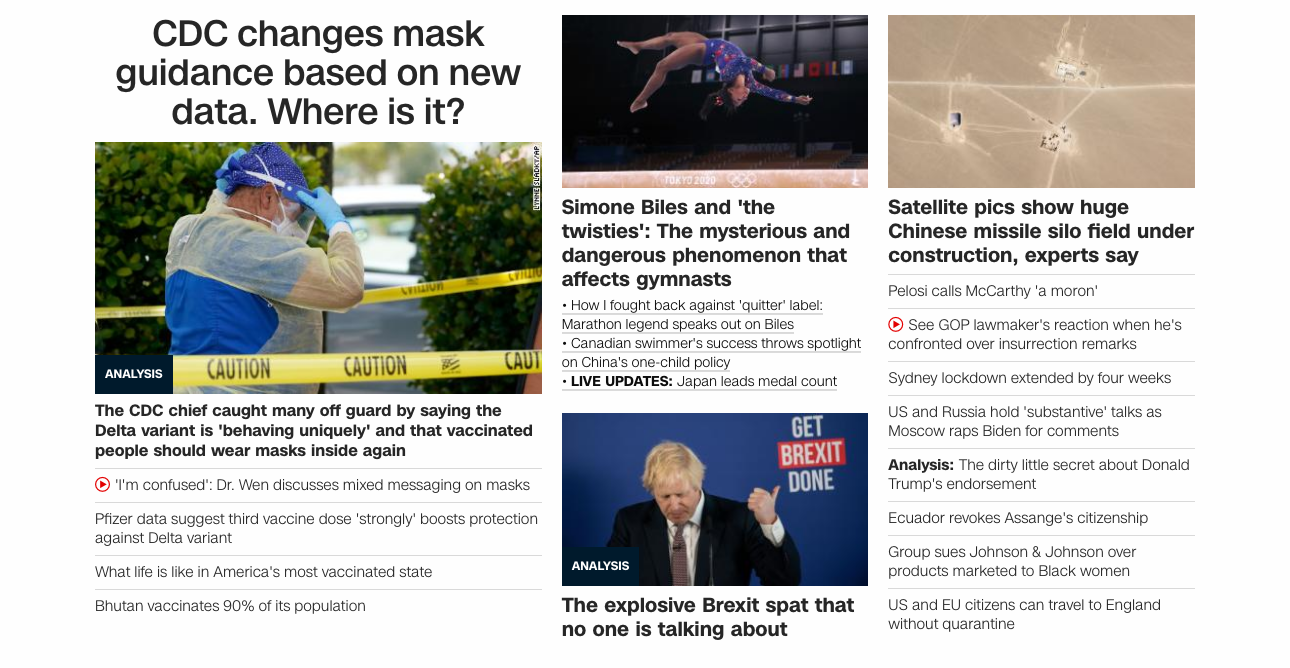 CDC changes mask
guidance based on new
data. Where is it?
LYNNE SLADKY/AP
CAUTION
CAUTION
CAUTION
CAUT
ANALYSIS
The CDC chief caught many off guard by saying the
Delta variant is 'behaving uniquely' and that vaccinated
people should wear masks inside again
'I'm confused': Dr. Wen discusses mixed messaging on masks
Pfizer data suggest third vaccine dose 'strongly' boosts protection
against Delta variant
What life is like in America's most vaccinated state
Bhutan vaccinates 90% of its population
TOKYO 2020
Simone Biles and 'the
twisties': The mysterious and
dangerous phenomenon that
affects gymnasts
• How I fought back against 'quitter' label:
Marathon legend speaks out on Biles
• Canadian swimmer's success throws spotlight
on China's one-child policy
• LIVE UPDATES: Japan leads medal count
GET
BREXIT
DONE
ANALYSIS
The explosive Brexit spat that
no one is talking about
Satellite pics show huge
Chinese missile silo field under
construction, experts say
Pelosi calls McCarthy 'a moron'
See GOP lawmaker's reaction when he's
confronted over insurrection remarks
Sydney lockdown extended by four weeks
US and Russia hold 'substantive' talks as
Moscow raps Biden for comments
Analysis: The dirty little secret about Donald
Trump's endorsement
Ecuador revokes Assange's citizenship
Group sues Johnson & Johnson over
products marketed to Black women
US and EU citizens can travel to England
without quarantine